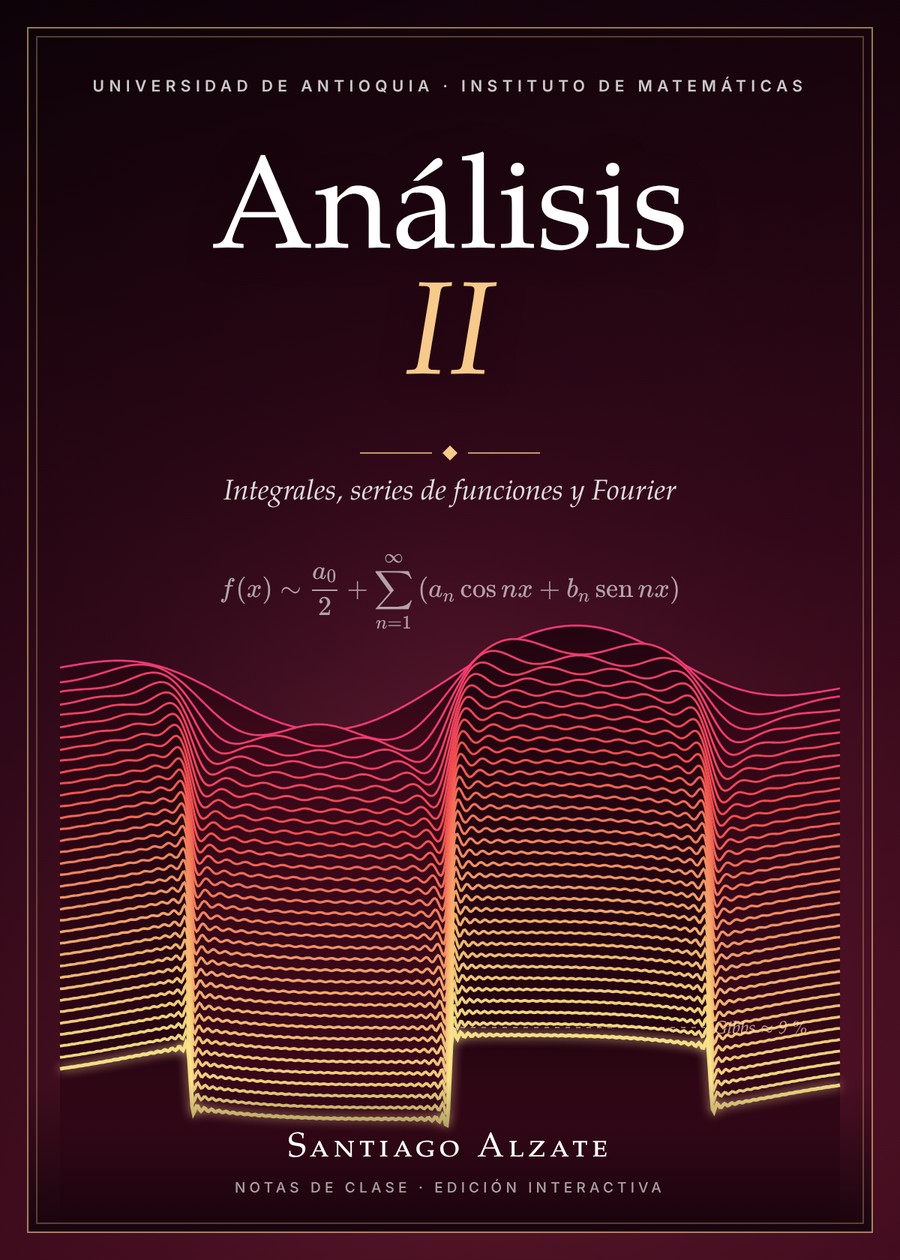 UNIVERSIDAD DE ANTIOQUIA · INSTITUTO DE MATEMÁTICAS
Análisis
II
Integrales, series de funciones y Fourier
f(x) ∼ a₀/2 + ∑_{n=1}^{∞} (aₙ cos nx + bₙ sen nx)
≈ 9 %
Santiago Alzate
NOTAS DE CLASE · EDICIÓN INTERACTIVA